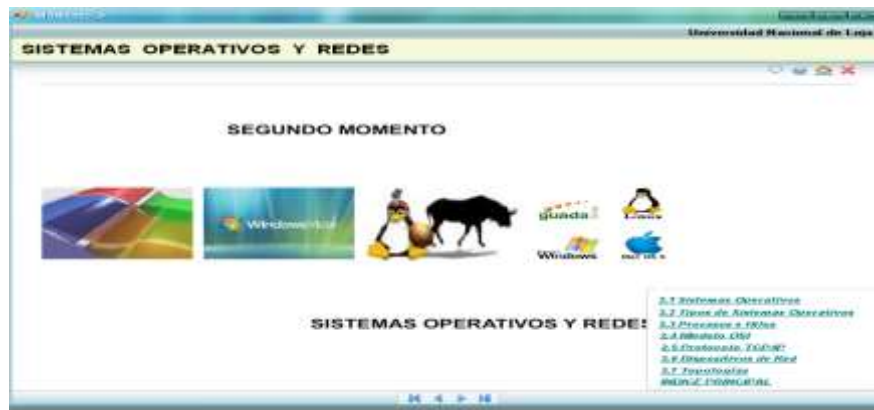 Universidad Nacional de Loja
SISTEMAS OPERATIVOS Y REDES
SEGUNDO MOMENTO
Windows
guada
Linux
Windows
Mac OS X
SISTEMAS OPERATIVOS Y REDES
2.1 Sistemas Operativos
2.2 Tipos de Sistemas Operativos
2.3 Procesos e Hilos
2.4 Modelo OSI
2.5 Protocolo TCP/IP
2.6 Dispositivos de Red
2.7 Topologías
INDICE PRINCIPAL